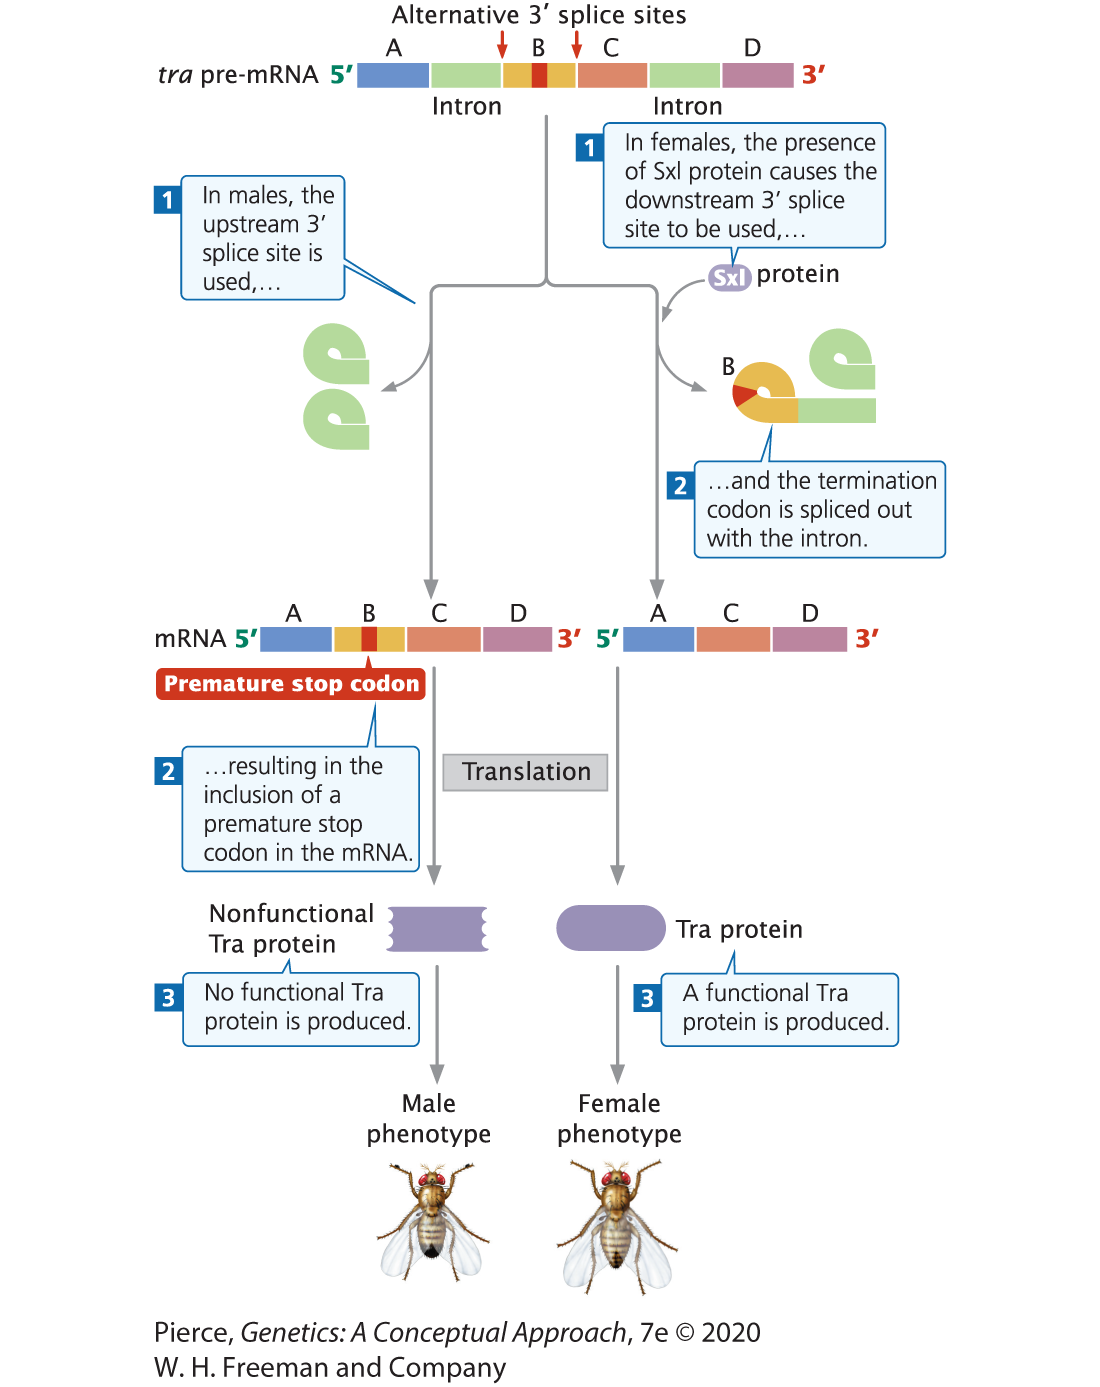 Alternative 3′ splice sites
A B C D
tra pre-mRNA 5′ 3′
Intron Intron
1 In females, the presence
of Sxl protein causes the
downstream 3′ splice
site to be used,…
1 In males, the
upstream 3′
splice site is
used,…
Sxl protein
B
2 …and the termination
codon is spliced out
with the intron.
A B C D A C D
mRNA 5′ 3′ 5′ 3′
Premature stop codon
2 …resulting in the
inclusion of a
premature stop
codon in the mRNA.
Translation
Nonfunctional
Tra protein
Tra protein
3 No functional Tra
protein is produced.
3 A functional Tra
protein is produced.
Male
phenotype
Female
phenotype
Pierce, Genetics: A Conceptual Approach, 7e © 2020
W. H. Freeman and Company